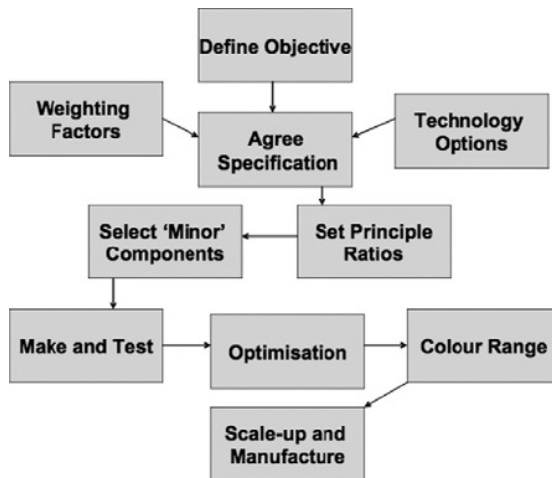 Define Objective
Weighting
Factors
Agree
Specification
Technology
Options
Select ‘Minor’
Components
Set Principle
Ratios
Make and Test
Optimisation
Colour Range
Scale-up and
Manufacture